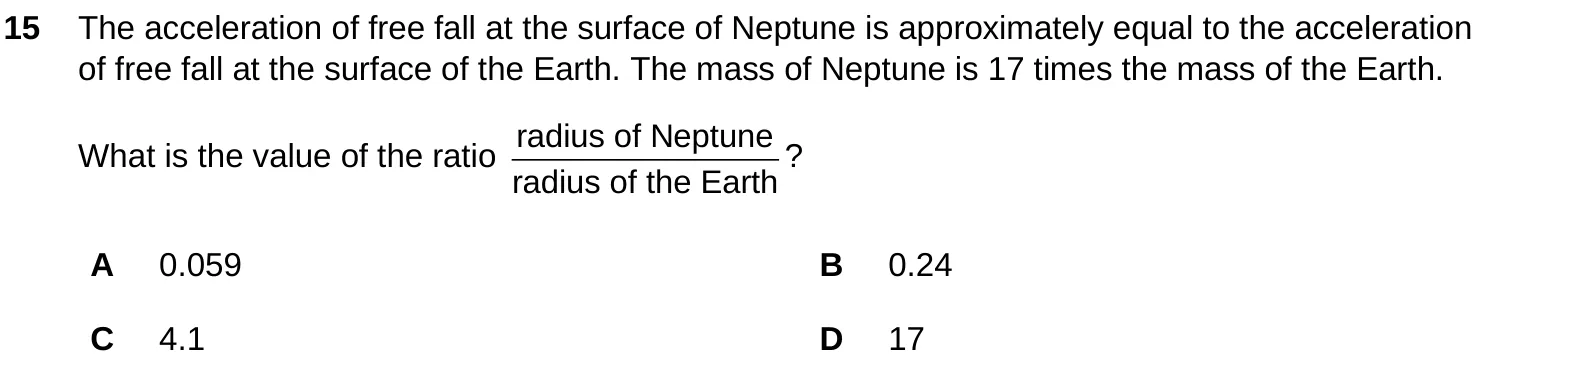 15 The acceleration of free fall at the surface of Neptune is approximately equal to the acceleration
of free fall at the surface of the Earth. The mass of Neptune is 17 times the mass of the Earth.
radius of Neptune
What is the value of the ratio ?
radius of the Earth
A 0.059 B 0.24
C 4.1 D 17